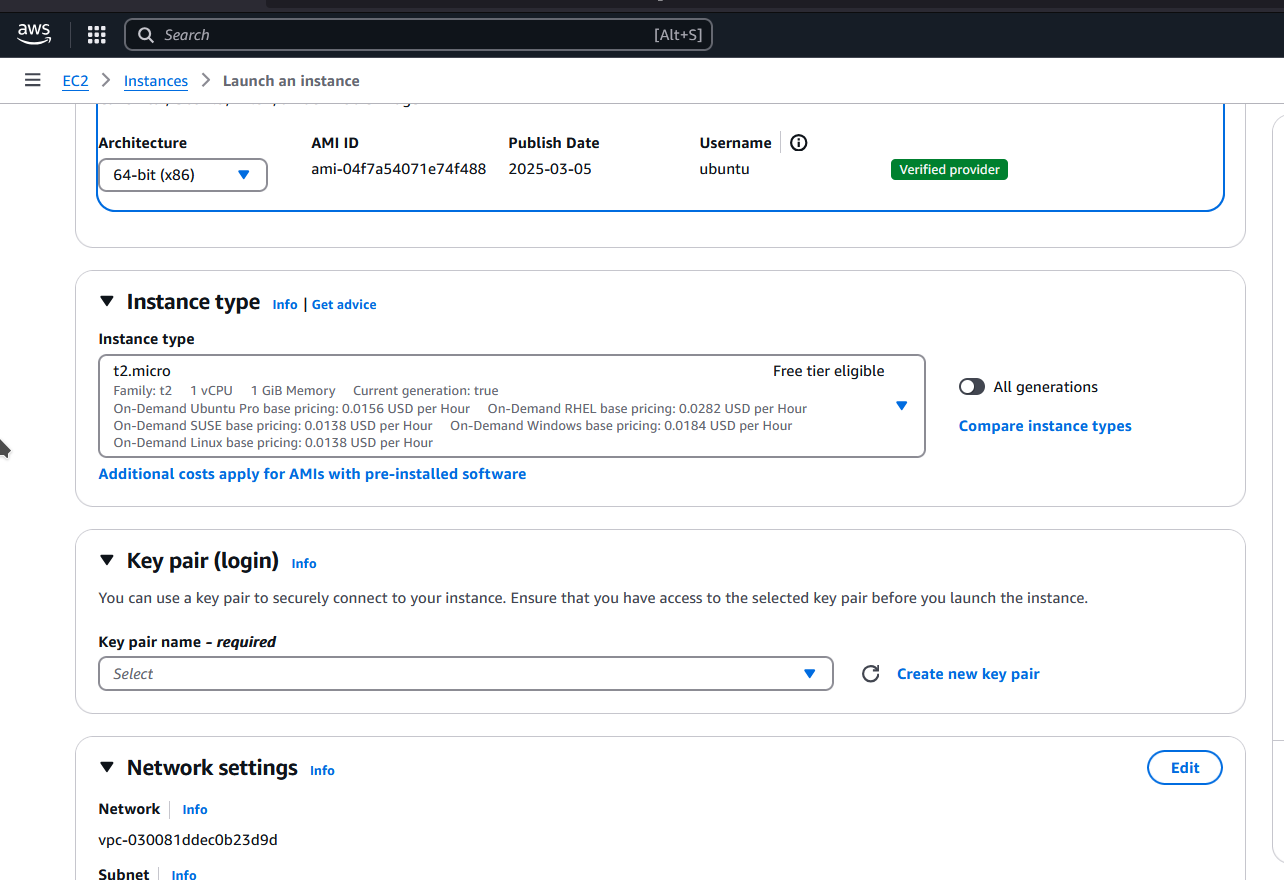 aws
Search [Alt+S]
EC2 Instances Launch an instance
Architecture AMI ID Publish Date Username
64-bit (x86) ami-04f7a54071e74f488 2025-03-05 ubuntu Verified provider
Instance type Info | Get advice
Instance type
t2.micro Free tier eligible
Family: t2 1 vCPU 1 GiB Memory Current generation: true
On-Demand Ubuntu Pro base pricing: 0.0156 USD per Hour On-Demand RHEL base pricing: 0.0282 USD per Hour
On-Demand SUSE base pricing: 0.0138 USD per Hour On-Demand Windows base pricing: 0.0184 USD per Hour
On-Demand Linux base pricing: 0.0138 USD per Hour
All generations
Compare instance types
Additional costs apply for AMIs with pre-installed software
Key pair (login) Info
You can use a key pair to securely connect to your instance. Ensure that you have access to the selected key pair before you launch the instance.
Key pair name - required
Select Create new key pair
Network settings Info Edit
Network Info
vpc-030081ddec0b23d9d
Subnet Info